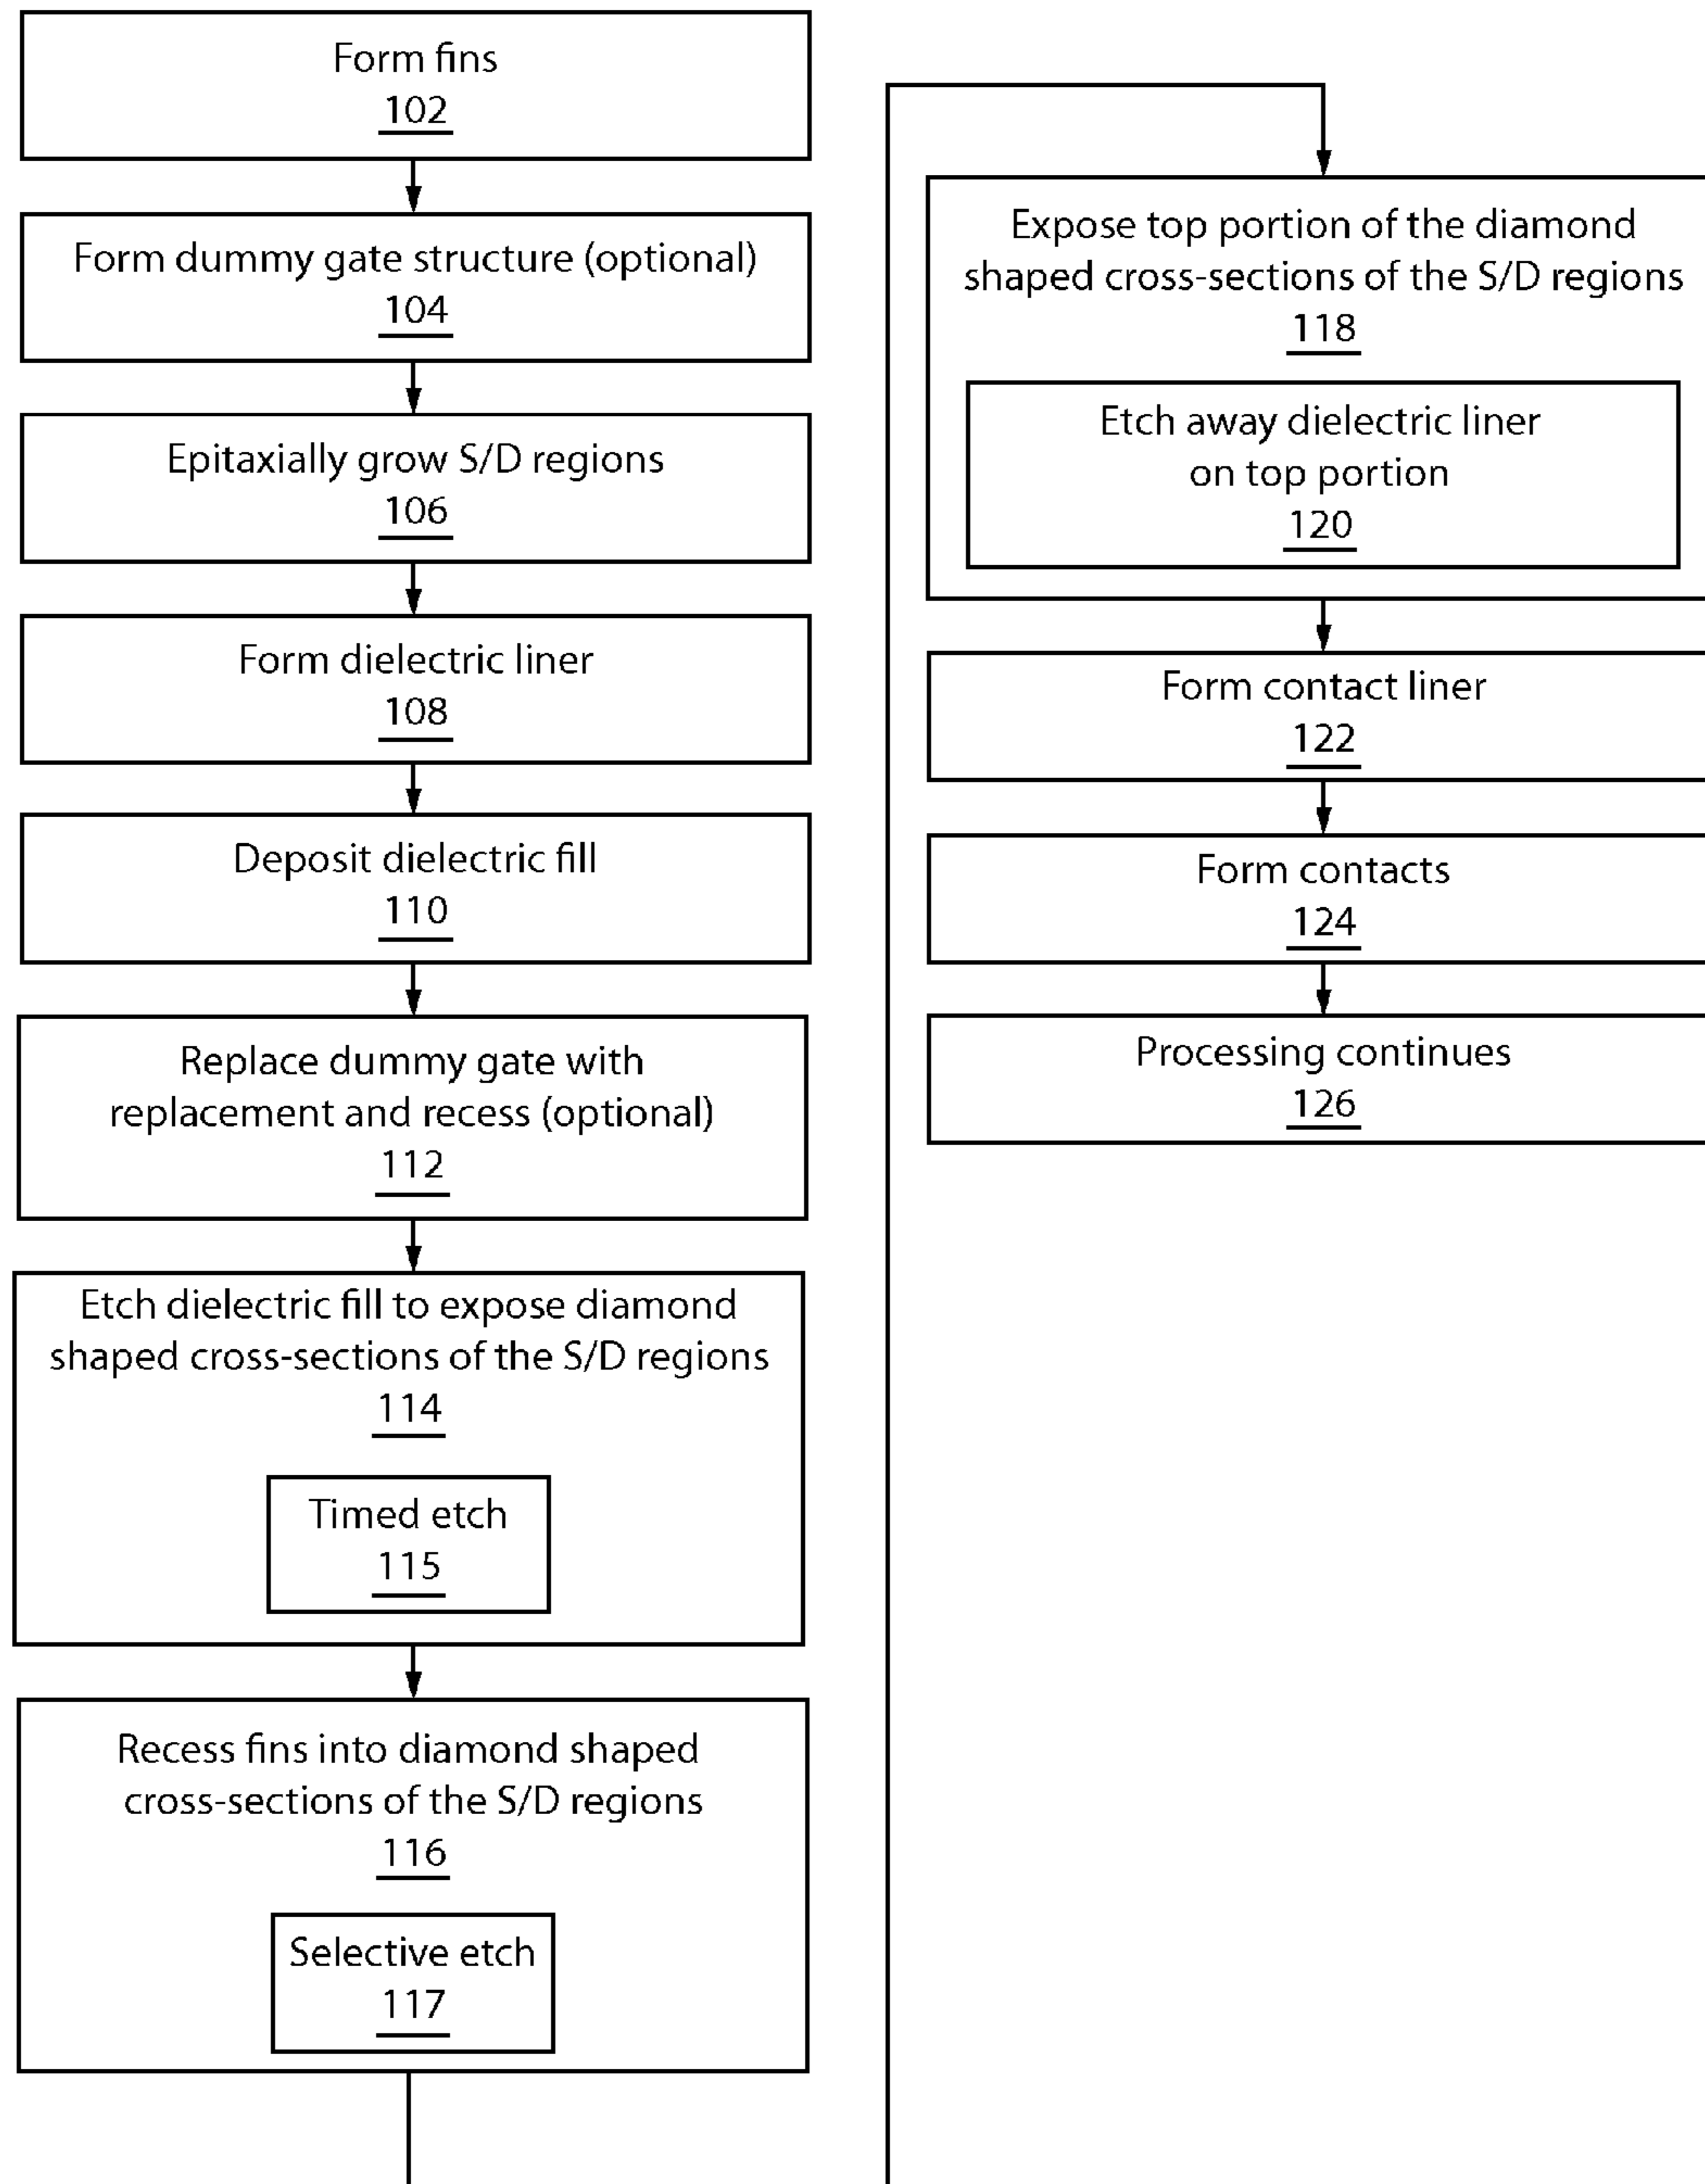 Form fins
102
Form dummy gate structure (optional)
104
Epitaxially grow S/D regions
106
Form dielectric liner
108
Deposit dielectric fill
110
Replace dummy gate with
replacement and recess (optional)
112
Etch dielectric fill to expose diamond
shaped cross-sections of the S/D regions
114
Timed etch
115
Recess fins into diamond shaped
cross-sections of the S/D regions
116
Selective etch
117
Expose top portion of the diamond
shaped cross-sections of the S/D regions
118
Etch away dielectric liner
on top portion
120
Form contact liner
122
Form contacts
124
Processing continues
126